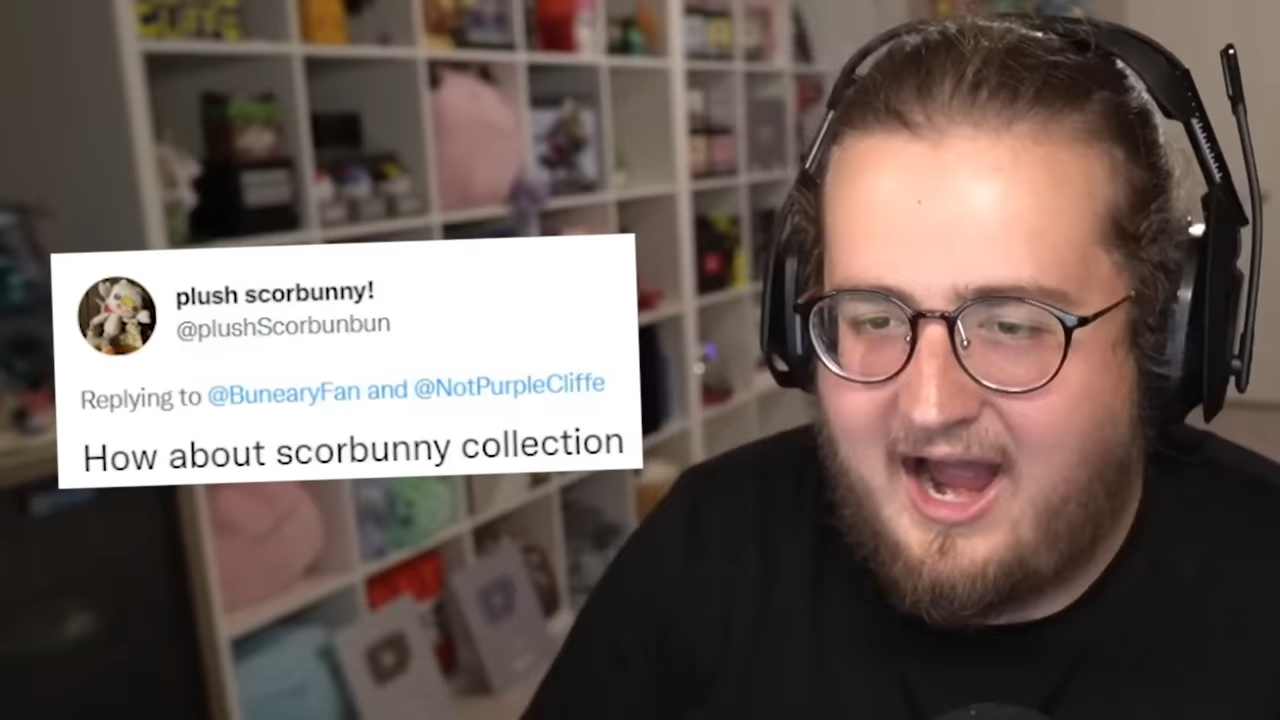 plush scorbunny!
@plushScorbunbun
Replying to @BunearyFan and @NotPurpleCliffe
How about scorbunny collection